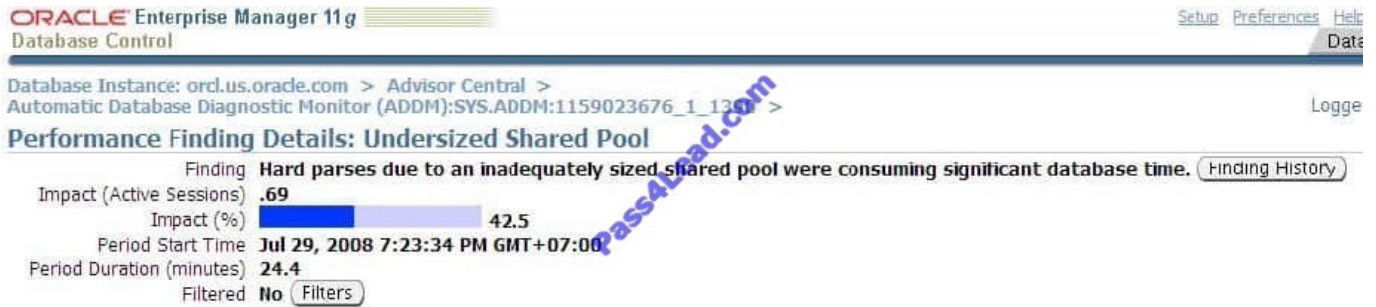 ORACLE Enterprise Manager 11g
Database Control
Setup Preferences Help
Data
Database Instance: orcl.us.oracle.com > Advisor Central >
Automatic Database Diagnostic Monitor (ADDM):SYS.ADDM:1159023676_1_1390 >
Logge
Performance Finding Details: Undersized Shared Pool
Finding Hard parses due to an inadequately sized shared pool were consuming significant database time. Finding History
Impact (Active Sessions) .69
Impact (%) 42.5
Period Start Time Jul 29, 2008 7:23:34 PM GMT+07:00
Period Duration (minutes) 24.4
Filtered No Filters
Pass4Lead.com